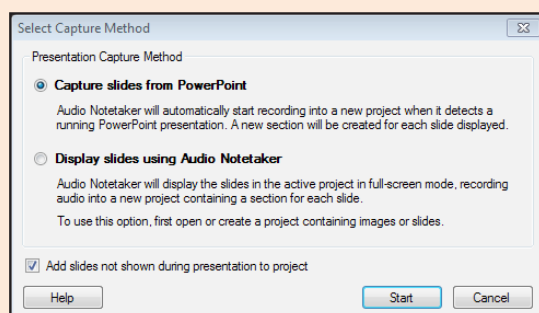 Select Capture Method
Presentation Capture Method
Capture slides from PowerPoint
Audio Notetaker will automatically start recording into a new project when it detects a
running PowerPoint presentation. A new section will be created for each slide displayed.
Display slides using Audio Notetaker
Audio Notetaker will display the slides in the active project in full-screen mode, recording
audio into a new project containing a section for each slide.
To use this option, first open or create a project containing images or slides.
Add slides not shown during presentation to project
Help Start Cancel